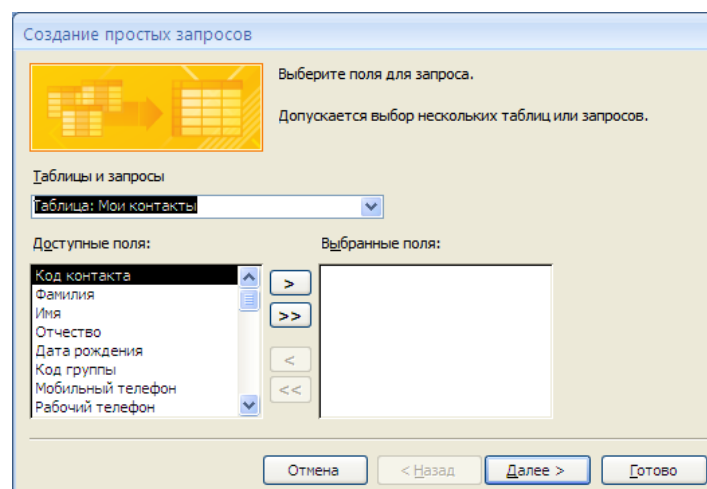 Создание простых запросов
Выберите поля для запроса.
Допускается выбор нескольких таблиц или запросов.
Таблицы и запросы
Таблица: Мои контакты
Доступные поля:
Выбранные поля:
Код контакта
Фамилия
Имя
Отчество
Дата рождения
Код группы
Мобильный телефон
Рабочий телефон
>
>>
<
<<
Отмена
< Назад
Далее >
Готово